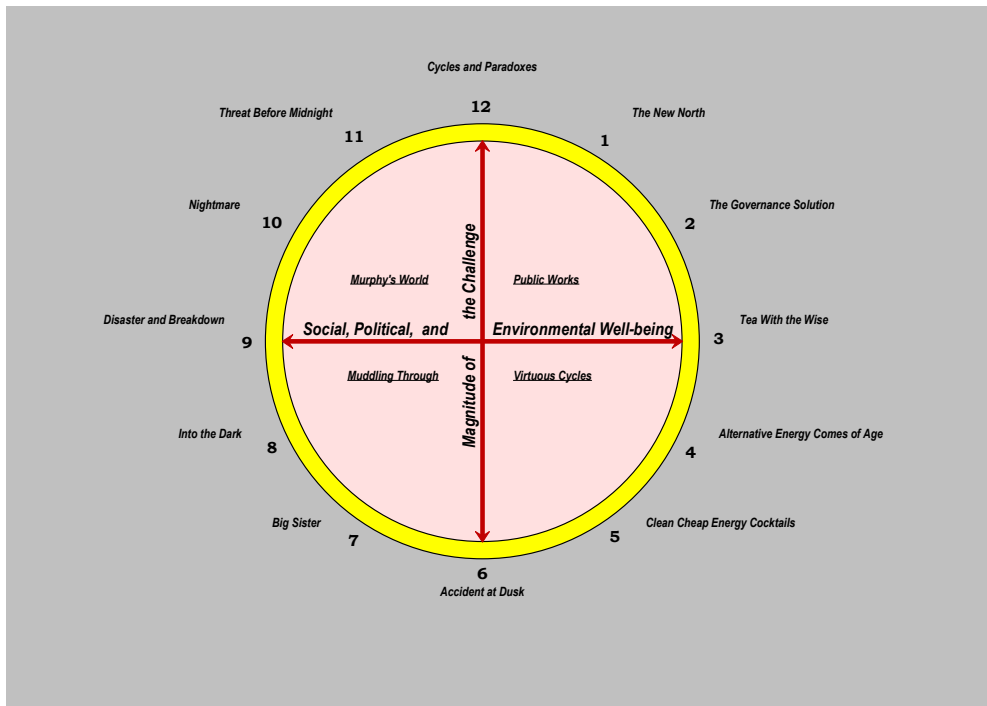 Cycles and Paradoxes
12
Threat Before Midnight
11
The New North
1
Nightmare
10
The Governance Solution
2
the Challenge
Murphy's World
Public Works
Disaster and Breakdown
9
Social, Political, and
Environmental Well-being
Tea With the Wise
3
Magnitude of
Muddling Through
Virtuous Cycles
Into the Dark
8
Alternative Energy Comes of Age
4
Big Sister
7
Clean Cheap Energy Cocktails
5
6
Accident at Dusk